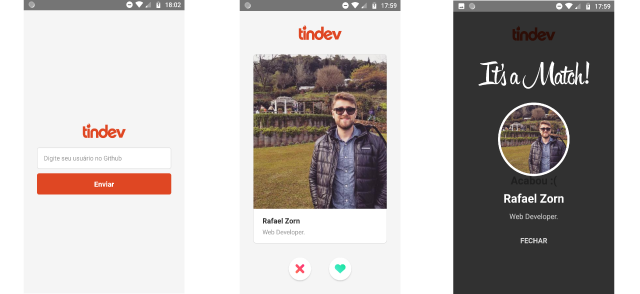 18:02
tindev
Digite seu usuário no Github
Enviar
17:59
tindev
Rafael Zorn
Web Developer.
17:59
tindev
It's a Match!
Acabou :(
Rafael Zorn
Web Developer.
FECHAR